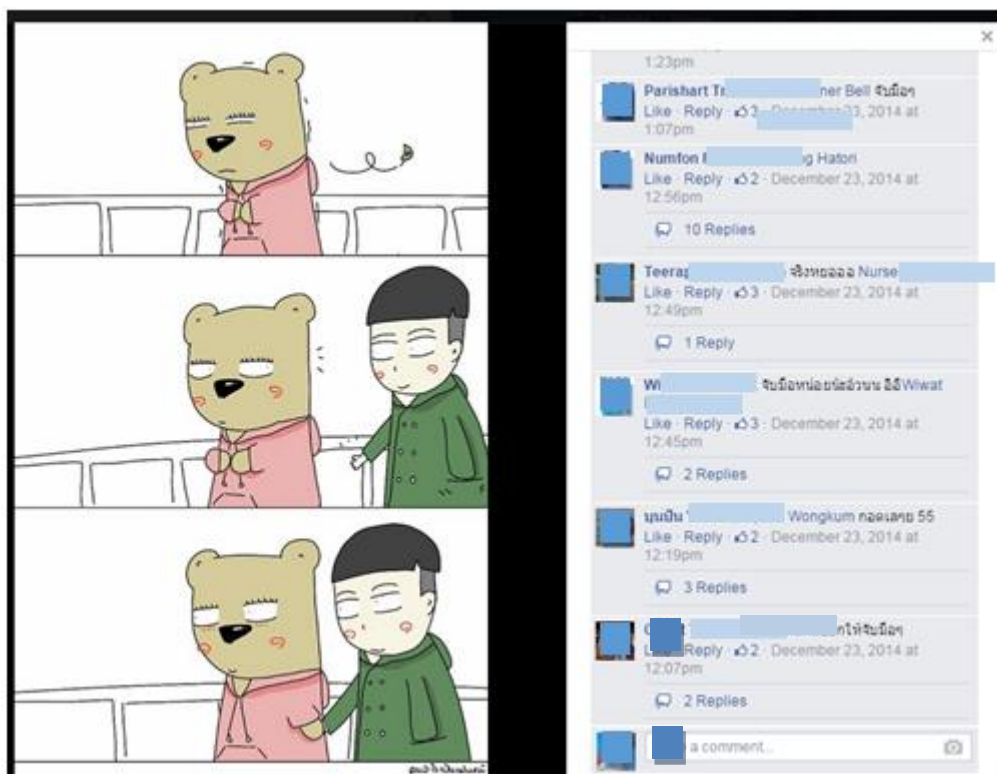 1:23pm
Parishart Tr ner Bell จับมือๆ
Like · Reply · 3 · December 23, 2014 at
1:07pm
Numfon g Hatori
Like · Reply · 2 · December 23, 2014 at
12:56pm
10 Replies
Teera จริงหยอออ Nurse
Like · Reply · 3 · December 23, 2014 at
12:49pm
1 Reply
Wi จับมือหน่อยน่ะอ้วนน อิอิ Wiwat
Like · Reply · 3 · December 23, 2014 at
12:45pm
2 Replies
บุนปัน Wongkum กอดเลาย 55
Like · Reply · 2 · December 23, 2014 at
12:19pm
3 Replies
กให้จับมือๆ
Reply · 2 · December 23, 2014 at
12:07pm
2 Replies
a comment...